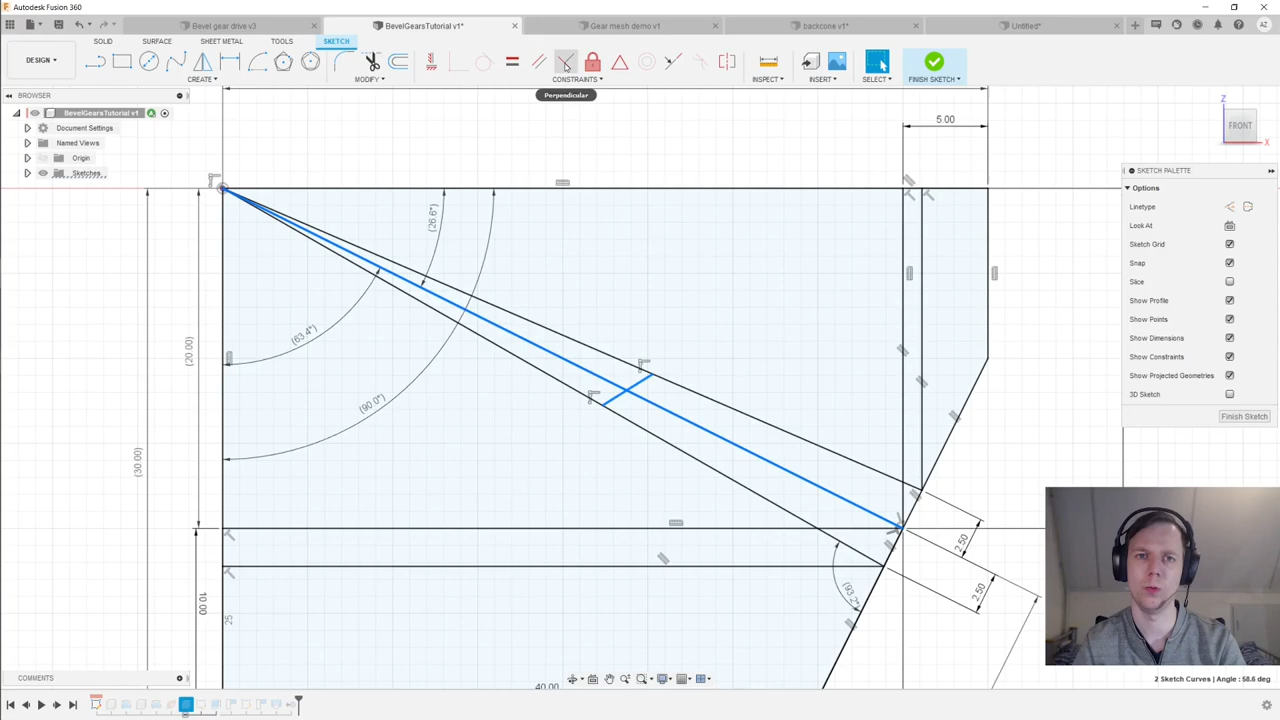 Autodesk Fusion 360
Bevel gear drive v3
BevelGearsTutorial v1*
Gear mesh demo v1*
backcone v1*
Untitled*
SOLID
SURFACE
SHEET METAL
TOOLS
SKETCH
DESIGN
CREATE
MODIFY
CONSTRAINTS
INSPECT
INSERT
SELECT
FINISH SKETCH
Perpendicular
BROWSER
BevelGearsTutorial v1
Document Settings
Named Views
Origin
Sketches
5.00
(26.6°)
(63.4°)
(90.0°)
(20.00)
(30.00)
10.00
25
40.00
(93.2°)
2.50
2.50
Z
FRONT
X
SKETCH PALETTE
Options
Linetype
Look At
Sketch Grid
Snap
Slice
Show Profile
Show Points
Show Dimensions
Show Constraints
Show Projected Geometries
3D Sketch
Finish Sketch
COMMENTS
2 Sketch Curves | Angle : 58.6 deg